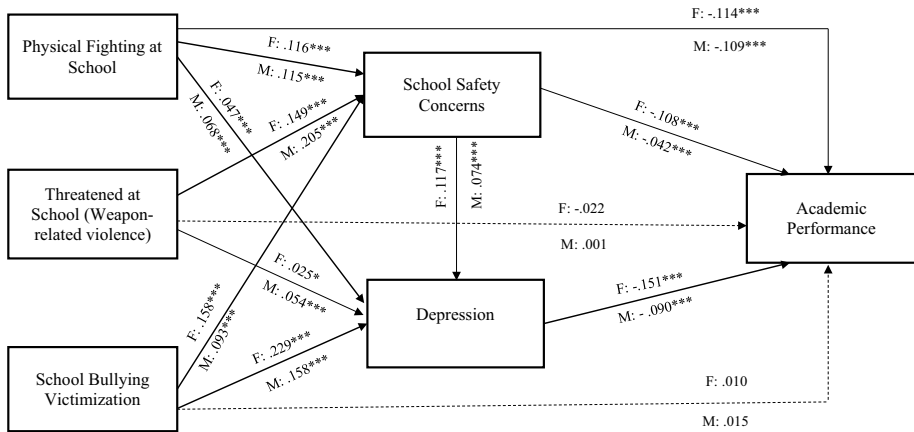 F: -.114***
Physical Fighting at
School
M: -.109***
F: .116***
M: .115***
School Safety
Concerns
F: .047***
M: .068***
F: .149***
M: .205***
F: -.108***
M: -.042***
F: .117***
M: .074***
Threatened at
School (Weapon-
related violence)
F: -.022
M: .001
Academic
Performance
F: .025*
M: .054***
Depression
F: -.151***
M: - .090***
F: .158***
M: .093***
F: .229***
M: .158***
School Bullying
Victimization
F: .010
M: .015